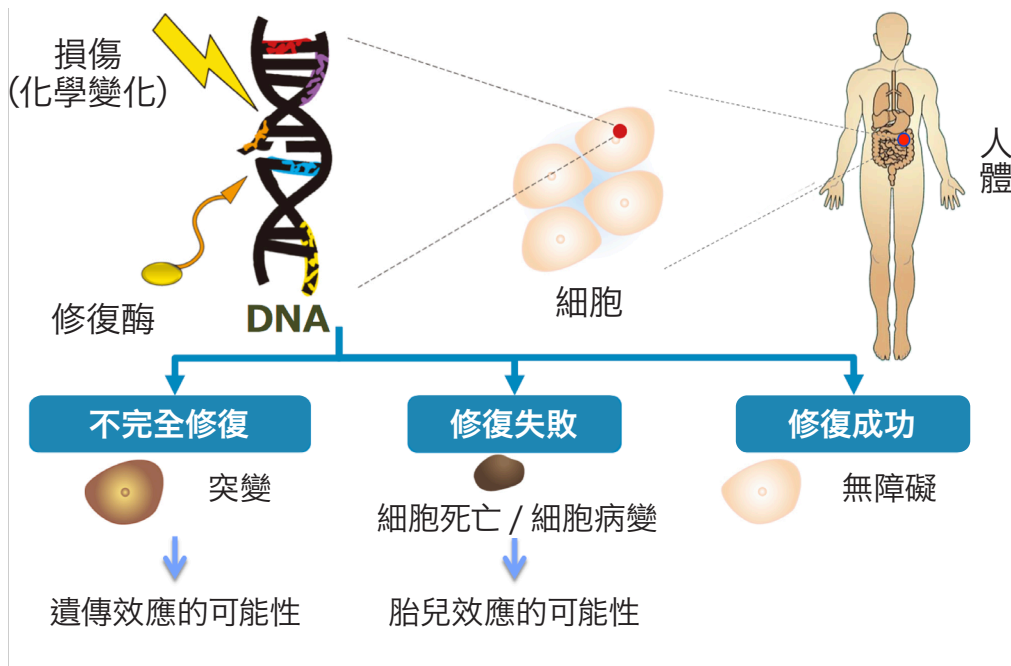 損傷
(化學變化)
修復酶
DNA
細胞
人
體
不完全修復
修復失敗
修復成功
突變
細胞死亡 / 細胞病變
無障礙
遺傳效應的可能性
胎兒效應的可能性